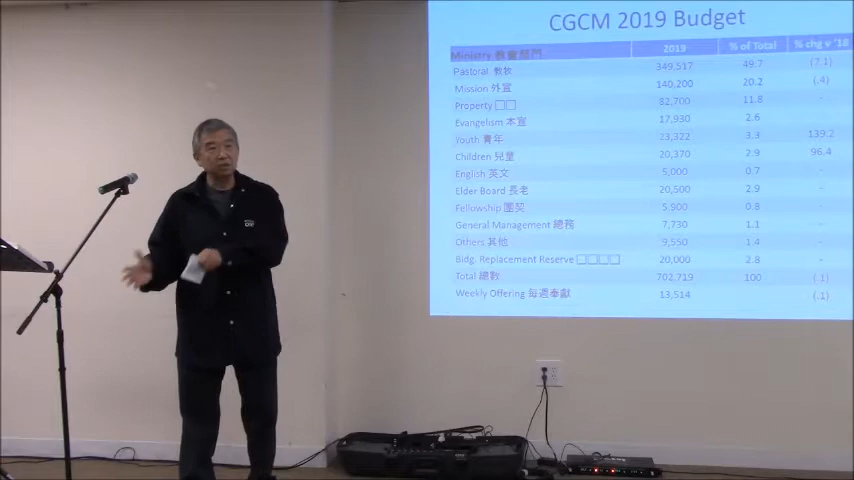 CGCM 2019 Budget
Ministry 教會部門 2019 % of Total % chg v '18
Pastoral 教牧 349,517 49.7 (7.1)
Mission 外宣 140,200 20.2 (.4)
Property □□ 82,700 11.8 -
Evangelism 本宣 17,930 2.6
Youth 青年 23,322 3.3 139.2
Children 兒童 20,370 2.9 96.4
English 英文 5,000 0.7 -
Elder Board 長老 20,500 2.9 -
Fellowship 團契 5,900 0.8 -
General Management 總務 7,730 1.1 -
Others 其他 9,550 1.4 -
Bldg. Replacement Reserve □□□□ 20,000 2.8 -
Total 總數 702,719 100 (.1)
Weekly Offering 每週奉獻 13,514 (.1)